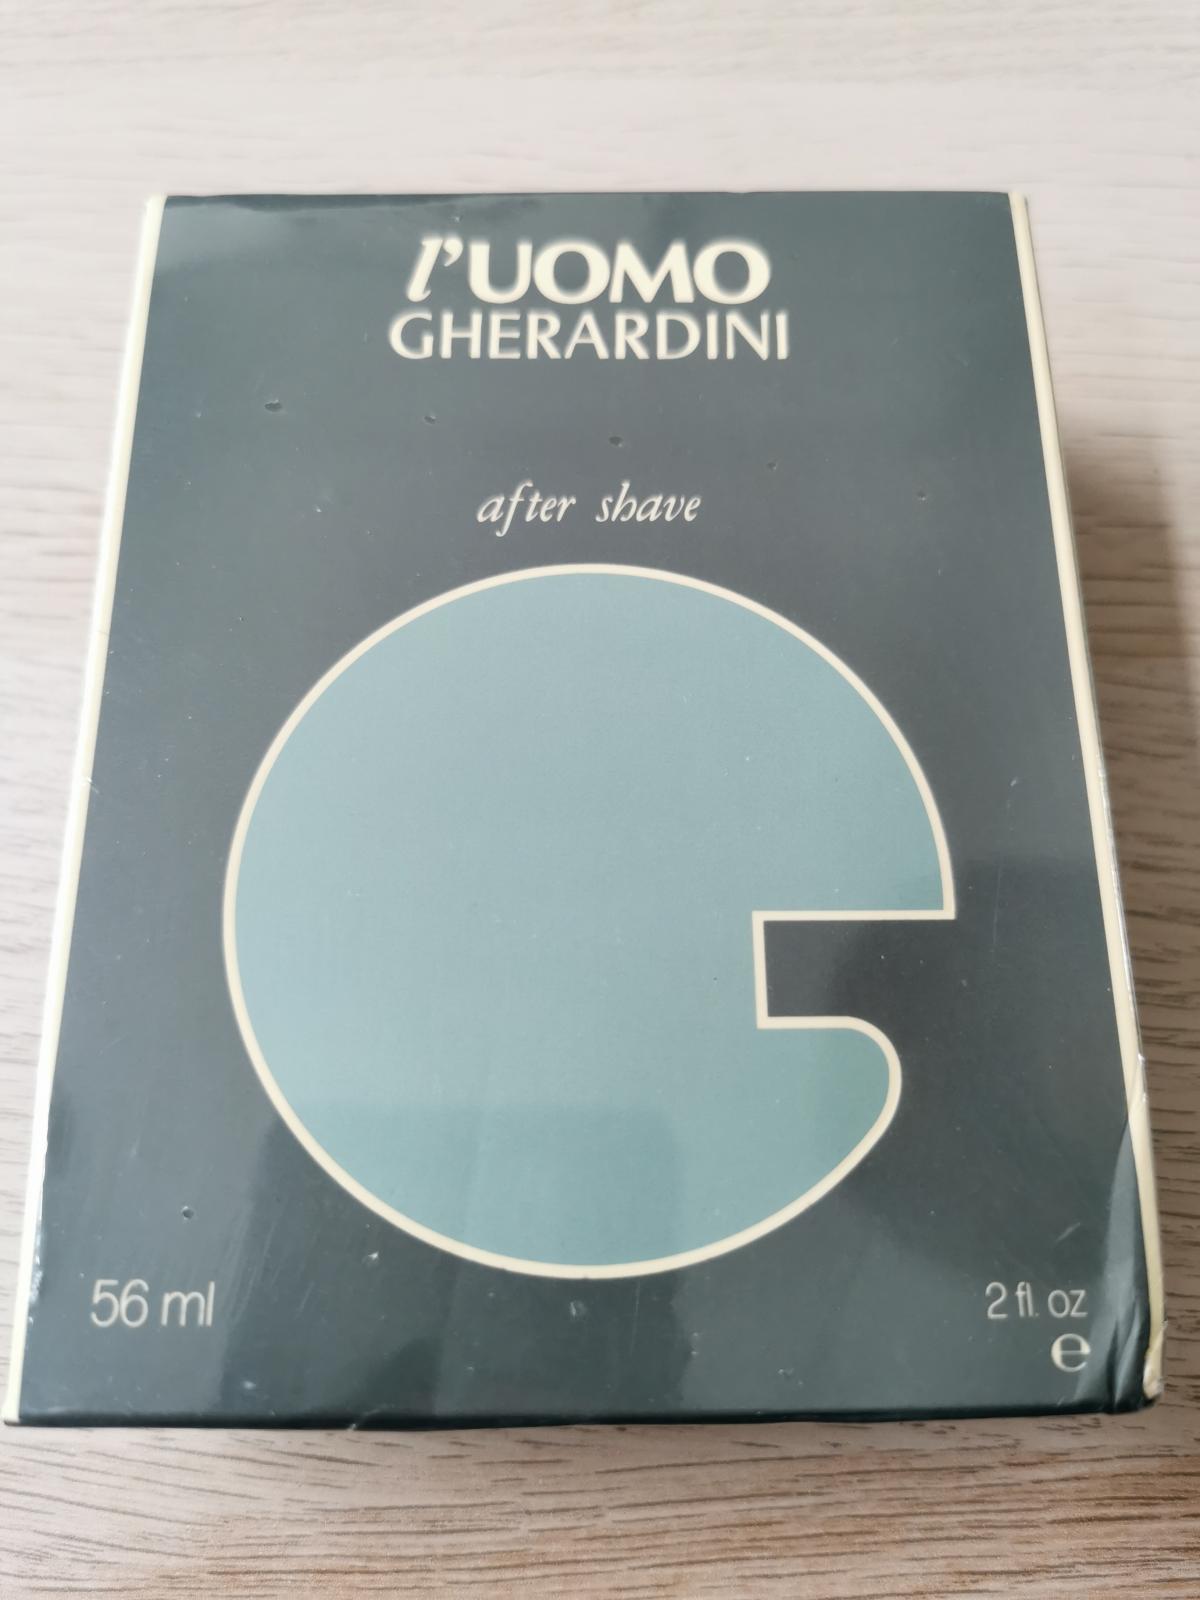 l'UOMO
GHERARDINI
after shave
56 ml
2 fl. oz
℮